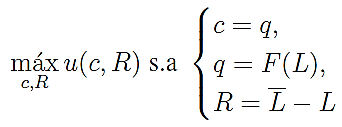 máx u(c, R) s.a { c = q,
c,R
q = F(L),
R = L̅ − L